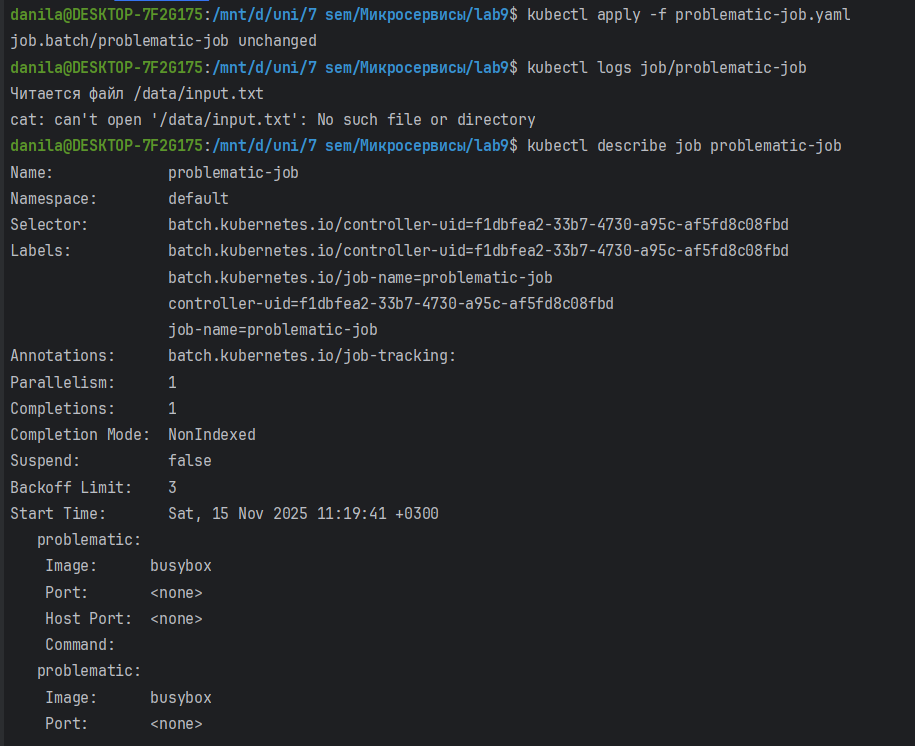 danila@DESKTOP-7F2G175:/mnt/d/uni/7 sem/Микросервисы/lab9$ kubectl apply -f problematic-job.yaml
job.batch/problematic-job unchanged
danila@DESKTOP-7F2G175:/mnt/d/uni/7 sem/Микросервисы/lab9$ kubectl logs job/problematic-job
Читается файл /data/input.txt
cat: can't open '/data/input.txt': No such file or directory
danila@DESKTOP-7F2G175:/mnt/d/uni/7 sem/Микросервисы/lab9$ kubectl describe job problematic-job
Name:             problematic-job
Namespace:        default
Selector:         batch.kubernetes.io/controller-uid=f1dbfea2-33b7-4730-a95c-af5fd8c08fbd
Labels:           batch.kubernetes.io/controller-uid=f1dbfea2-33b7-4730-a95c-af5fd8c08fbd
                  batch.kubernetes.io/job-name=problematic-job
                  controller-uid=f1dbfea2-33b7-4730-a95c-af5fd8c08fbd
                  job-name=problematic-job
Annotations:      batch.kubernetes.io/job-tracking:
Parallelism:      1
Completions:      1
Completion Mode:  NonIndexed
Suspend:          false
Backoff Limit:    3
Start Time:       Sat, 15 Nov 2025 11:19:41 +0300
   problematic:
    Image:      busybox
    Port:       <none>
    Host Port:  <none>
    Command:
   problematic:
    Image:      busybox
    Port:       <none>